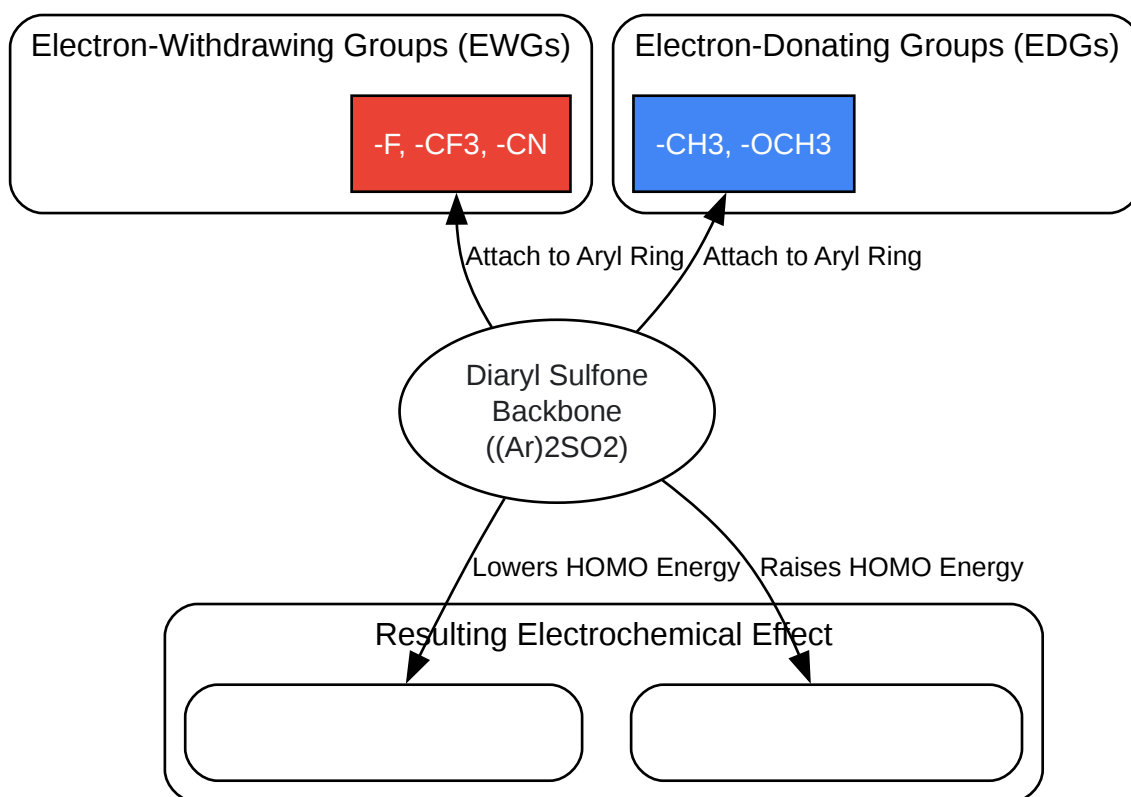 Electron-Withdrawing Groups (EWGs)
Electron-Donating Groups (EDGs)
-F, -CF3, -CN
-CH3, -OCH3
Attach to Aryl Ring
Attach to Aryl Ring
Diaryl Sulfone
Backbone
((Ar)2SO2)
Lowers HOMO Energy
Raises HOMO Energy
Resulting Electrochemical Effect